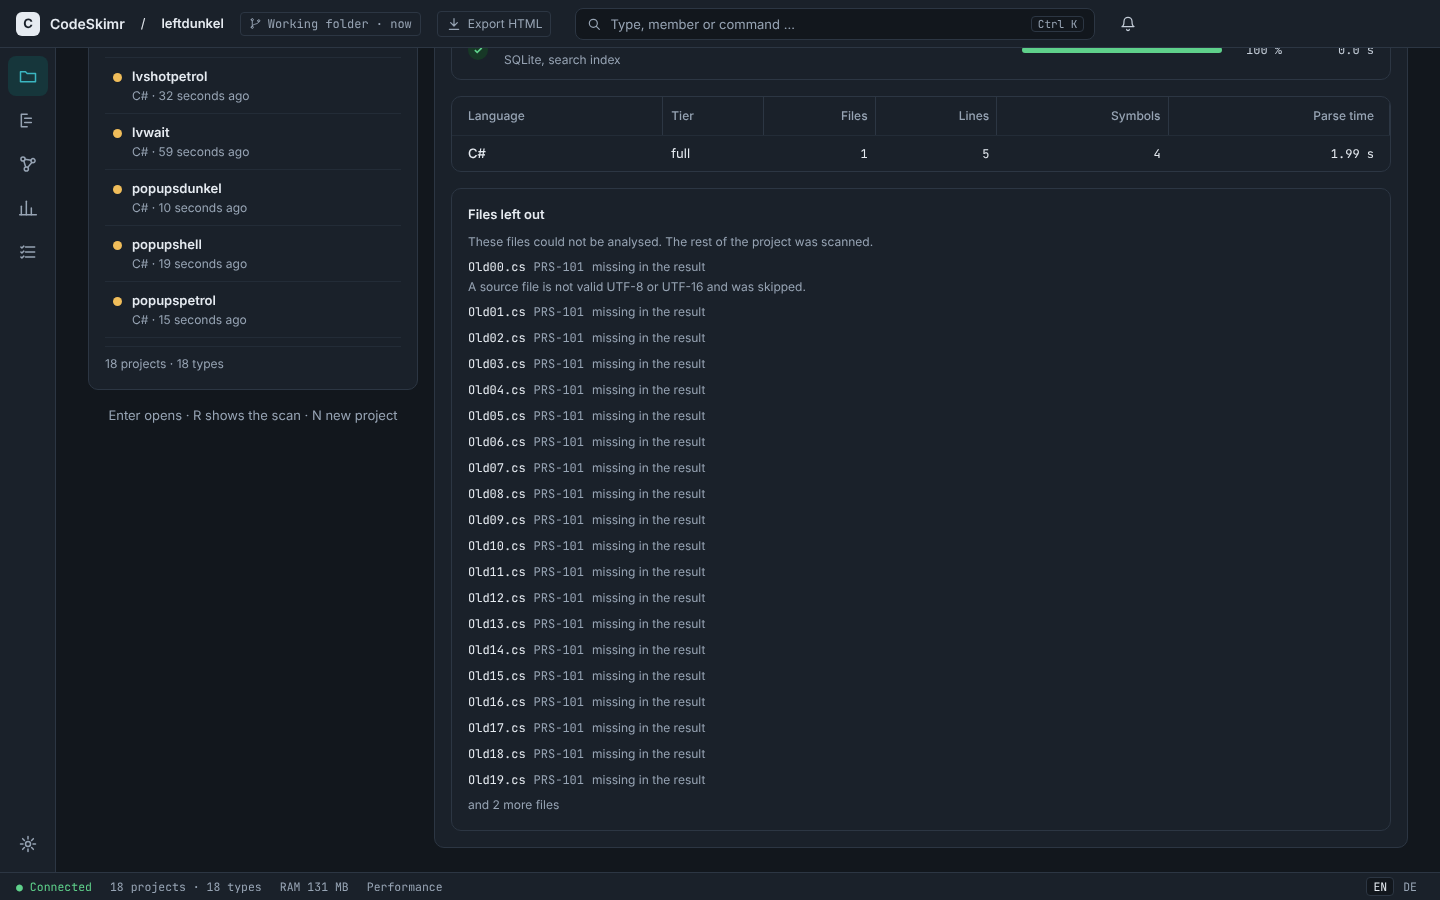 C CodeSkimr / leftdunkel Working folder · now Export HTML Type, member or command ... Ctrl K
lvshotpetrol
C# · 32 seconds ago
lvwait
C# · 59 seconds ago
popupsdunkel
C# · 10 seconds ago
popupshell
C# · 19 seconds ago
popupspetrol
C# · 15 seconds ago
18 projects · 18 types
Enter opens · R shows the scan · N new project
100 % 0.0 s
SQLite, search index
Language Tier Files Lines Symbols Parse time
C# full 1 5 4 1.99 s
Files left out
These files could not be analysed. The rest of the project was scanned.
Old00.cs PRS-101 missing in the result
A source file is not valid UTF-8 or UTF-16 and was skipped.
Old01.cs PRS-101 missing in the result
Old02.cs PRS-101 missing in the result
Old03.cs PRS-101 missing in the result
Old04.cs PRS-101 missing in the result
Old05.cs PRS-101 missing in the result
Old06.cs PRS-101 missing in the result
Old07.cs PRS-101 missing in the result
Old08.cs PRS-101 missing in the result
Old09.cs PRS-101 missing in the result
Old10.cs PRS-101 missing in the result
Old11.cs PRS-101 missing in the result
Old12.cs PRS-101 missing in the result
Old13.cs PRS-101 missing in the result
Old14.cs PRS-101 missing in the result
Old15.cs PRS-101 missing in the result
Old16.cs PRS-101 missing in the result
Old17.cs PRS-101 missing in the result
Old18.cs PRS-101 missing in the result
Old19.cs PRS-101 missing in the result
and 2 more files
Connected 18 projects · 18 types RAM 131 MB Performance EN DE